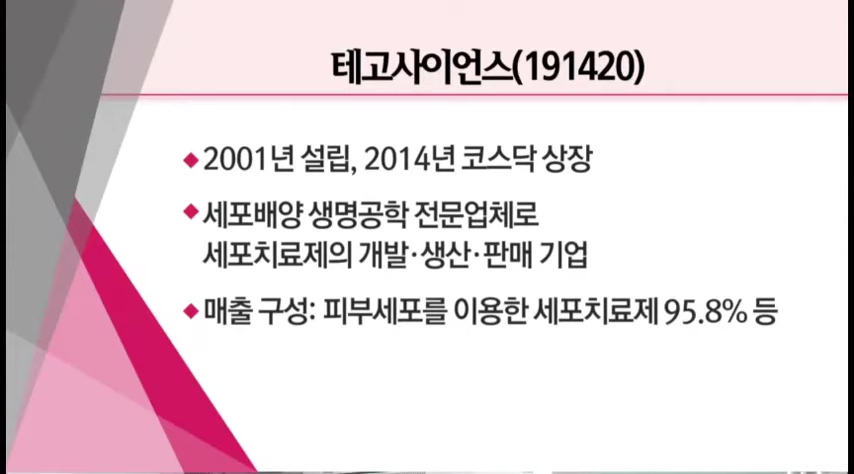 테고사이언스(191420)
◆2001년 설립, 2014년 코스닥 상장
◆세포배양 생명공학 전문업체로
세포치료제의 개발·생산·판매 기업
◆매출 구성: 피부세포를 이용한 세포치료제 95.8% 등